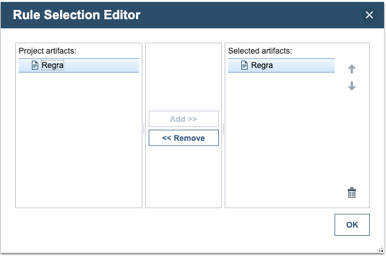 Rule Selection Editor
Project artifacts:
Regra
Add >>
<< Remove
Selected artifacts:
Regra
OK